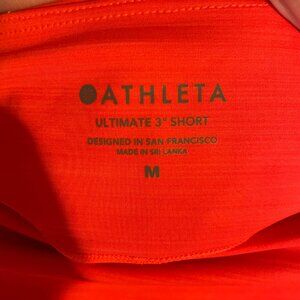 ATHLETA
ULTIMATE 3" SHORT
DESIGNED IN SAN FRANCISCO
MADE IN SRI LANKA
M